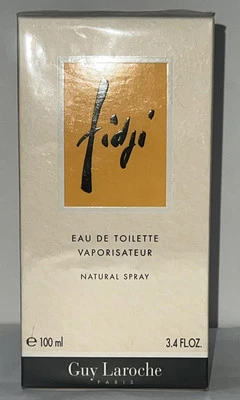 fidji
EAU DE TOILETTE
VAPORISATEUR
NATURAL SPRAY
℮ 100 ml 3.4 FL.OZ.
Guy Laroche
PARIS